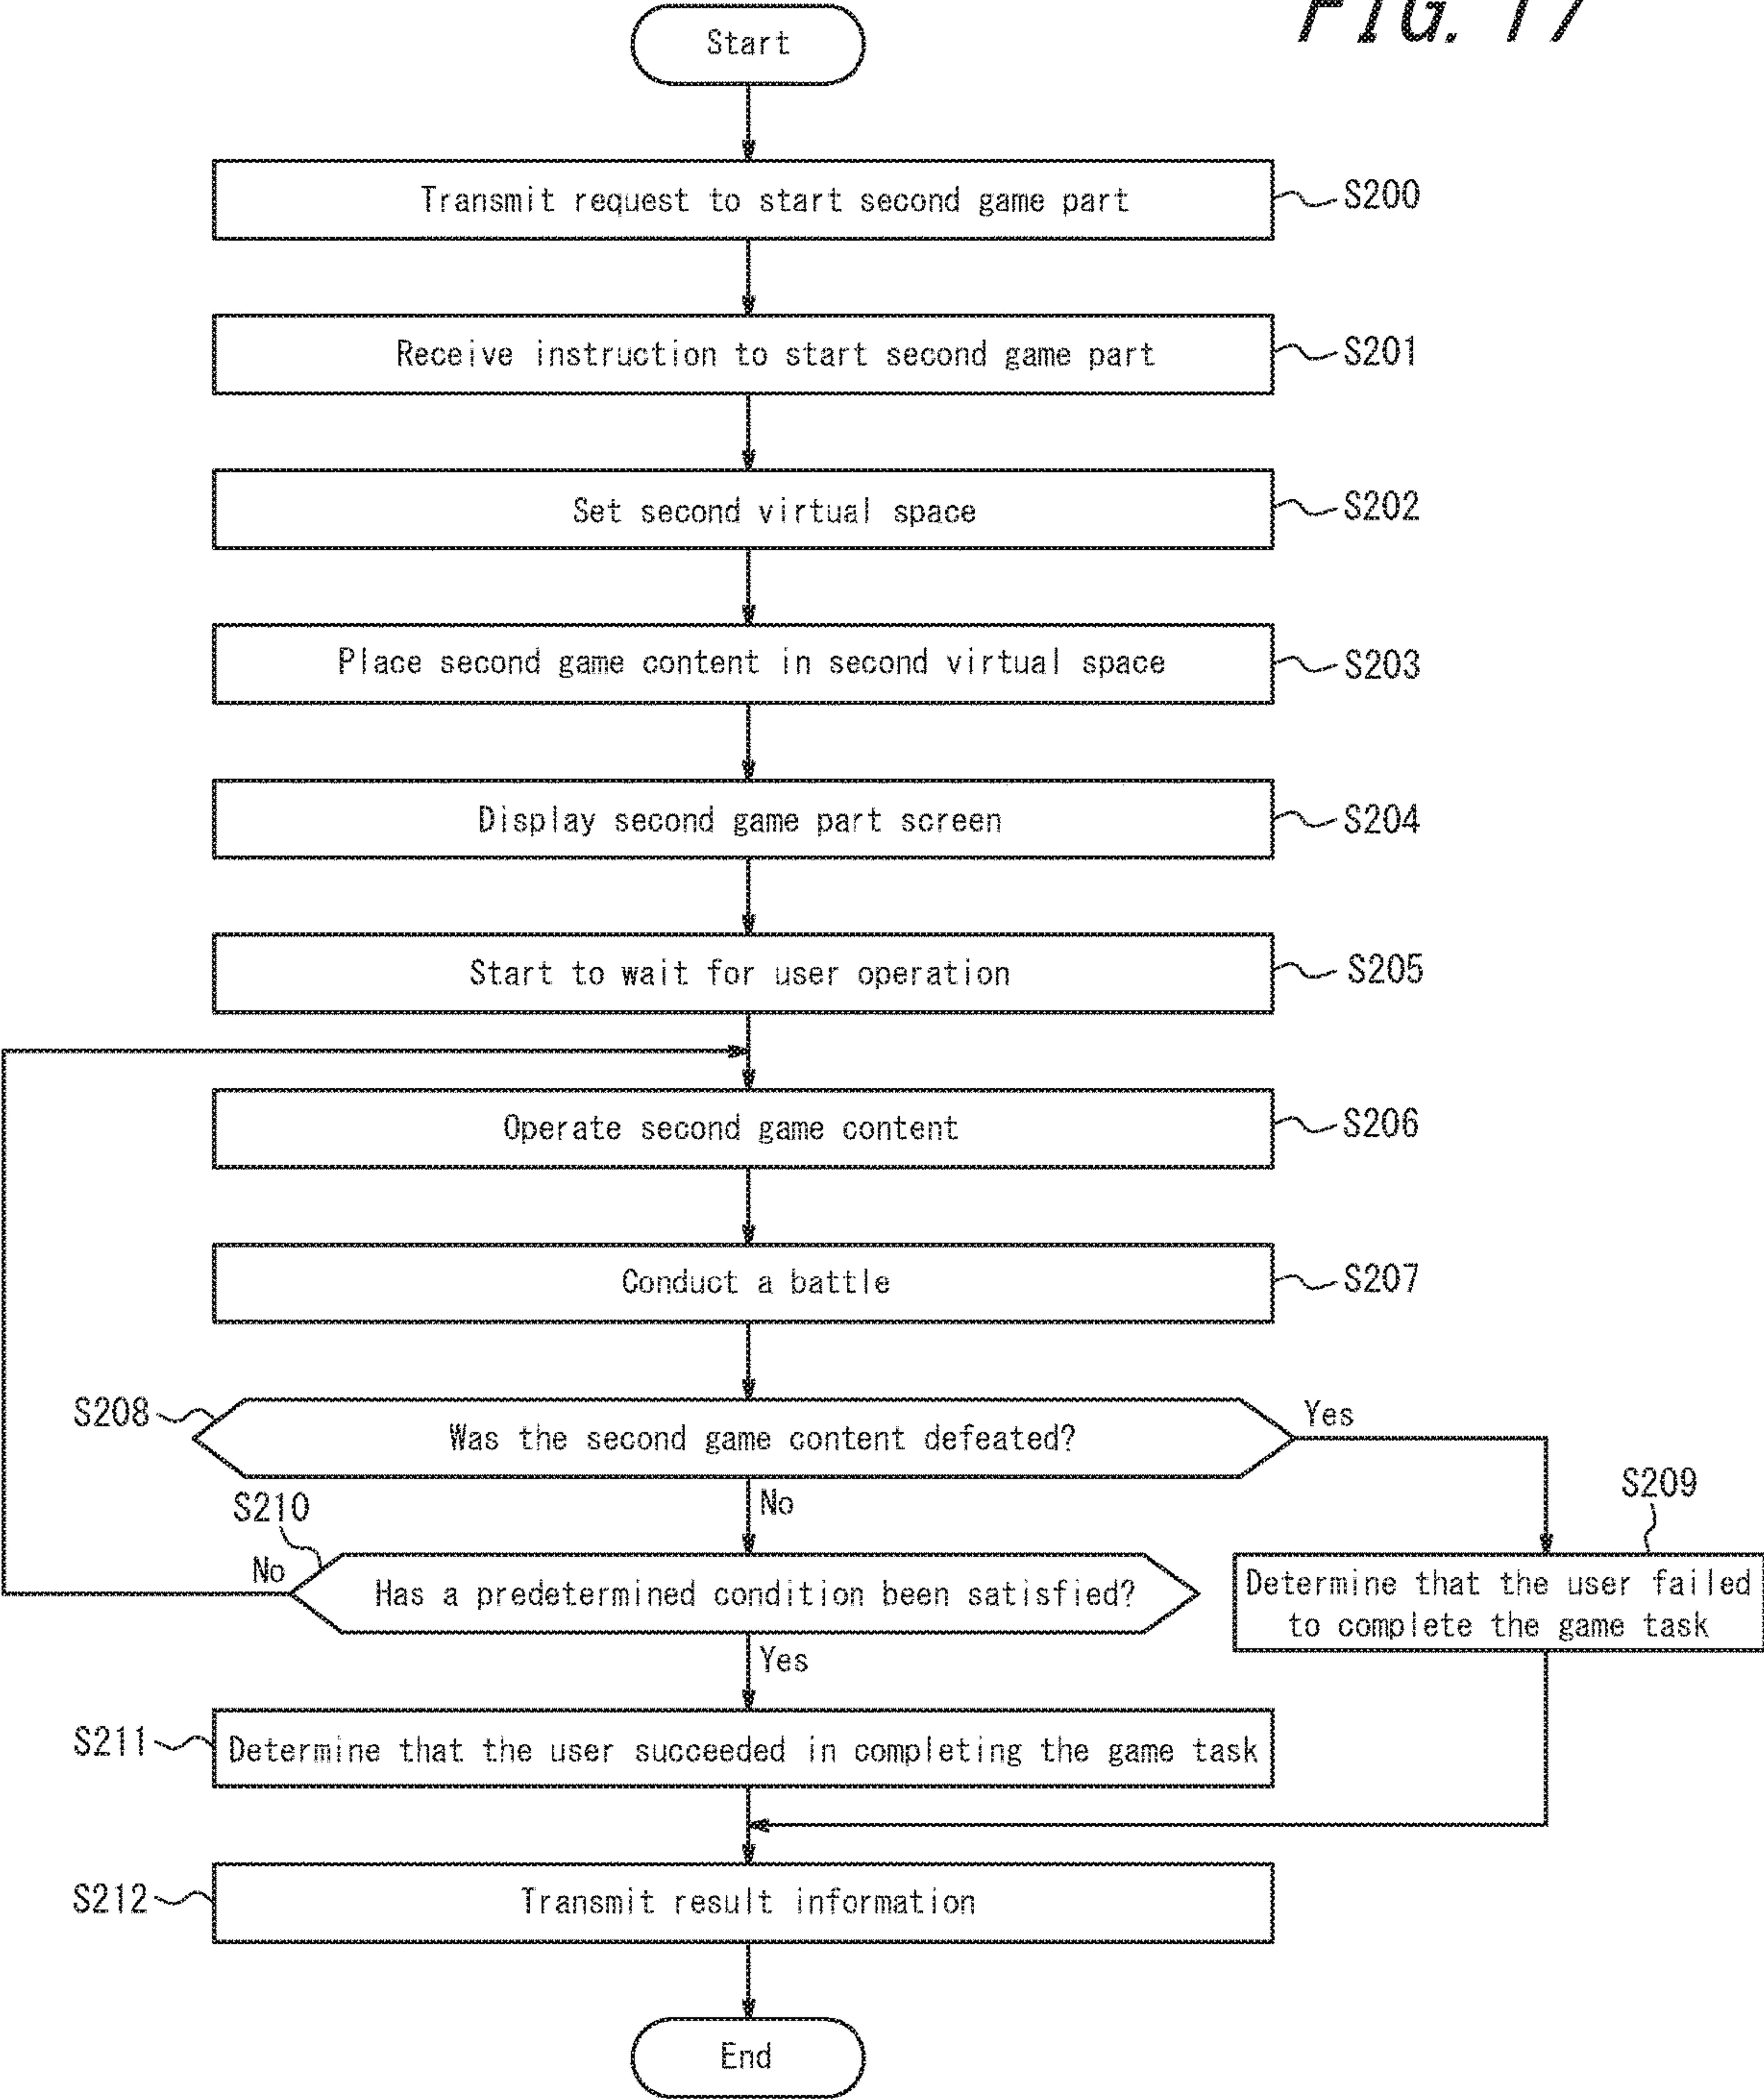 FIG. 17
Start
Transmit request to start second game part
S200
Receive instruction to start second game part
S201
Set second virtual space
S202
Place second game content in second virtual space
S203
Display second game part screen
S204
Start to wait for user operation
S205
Operate second game content
S206
Conduct a battle
S207
S208
Was the second game content defeated?
Yes
No
S209
Determine that the user failed
to complete the game task
S210
No
Has a predetermined condition been satisfied?
Yes
S211
Determine that the user succeeded in completing the game task
S212
Transmit result information
End